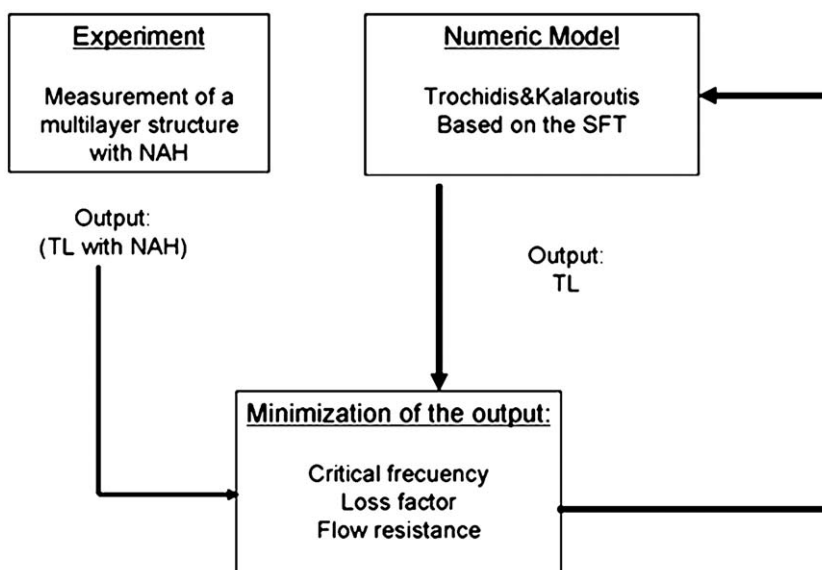 Experiment
Measurement of a
multilayer structure
with NAH
Numeric Model
Trochidis&Kalaroutis
Based on the SFT
Output:
(TL with NAH)
Output:
TL
Minimization of the output:
Critical frecuency
Loss factor
Flow resistance